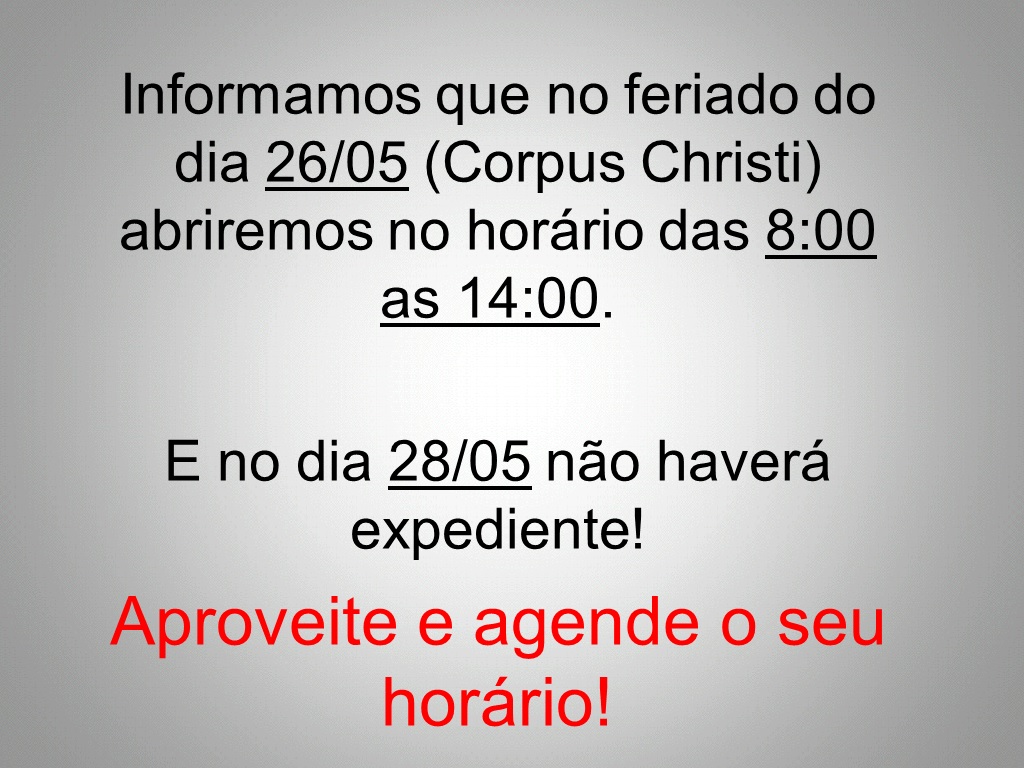 Informamos que no feriado do
dia 26/05 (Corpus Christi)
abriremos no horário das 8:00
as 14:00.
E no dia 28/05 não haverá
expediente!
Aproveite e agende o seu
horário!